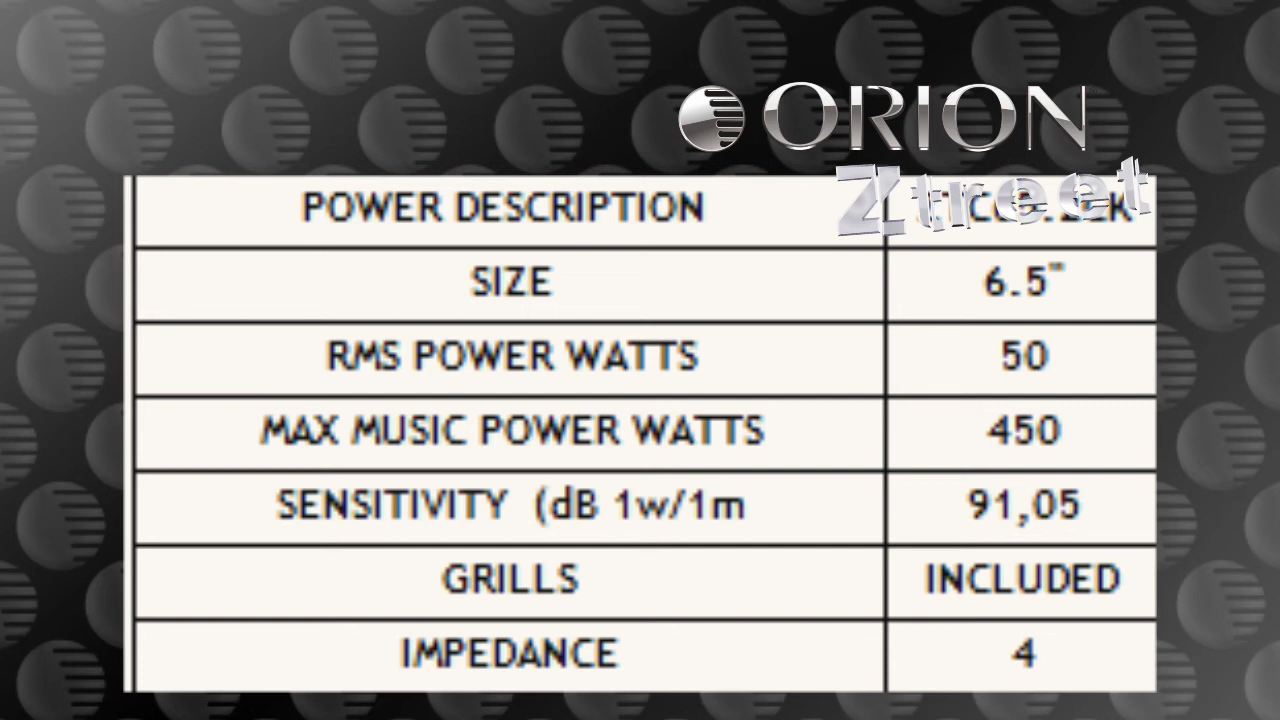 ORION
Ztreet
POWER DESCRIPTION
SIZE 6.5"
RMS POWER WATTS 50
MAX MUSIC POWER WATTS 450
SENSITIVITY (dB 1w/1m 91,05
GRILLS INCLUDED
IMPEDANCE 4